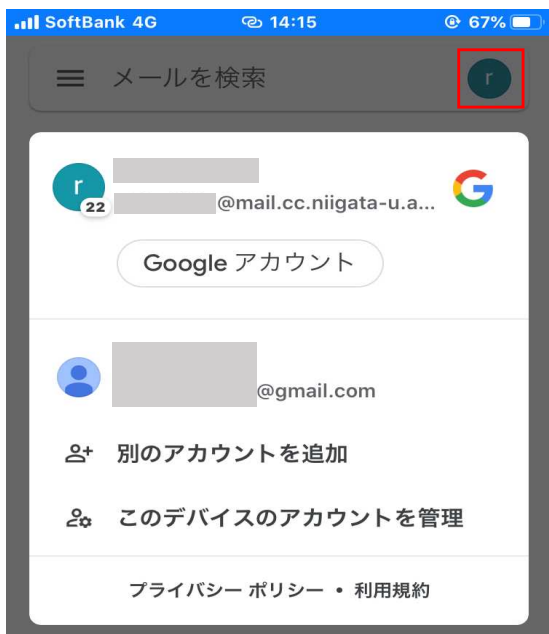 SoftBank 4G 14:15 67%
メールを検索 r
r
22 @mail.cc.niigata-u.a...
Google アカウント
@gmail.com
別のアカウントを追加
このデバイスのアカウントを管理
プライバシー ポリシー • 利用規約